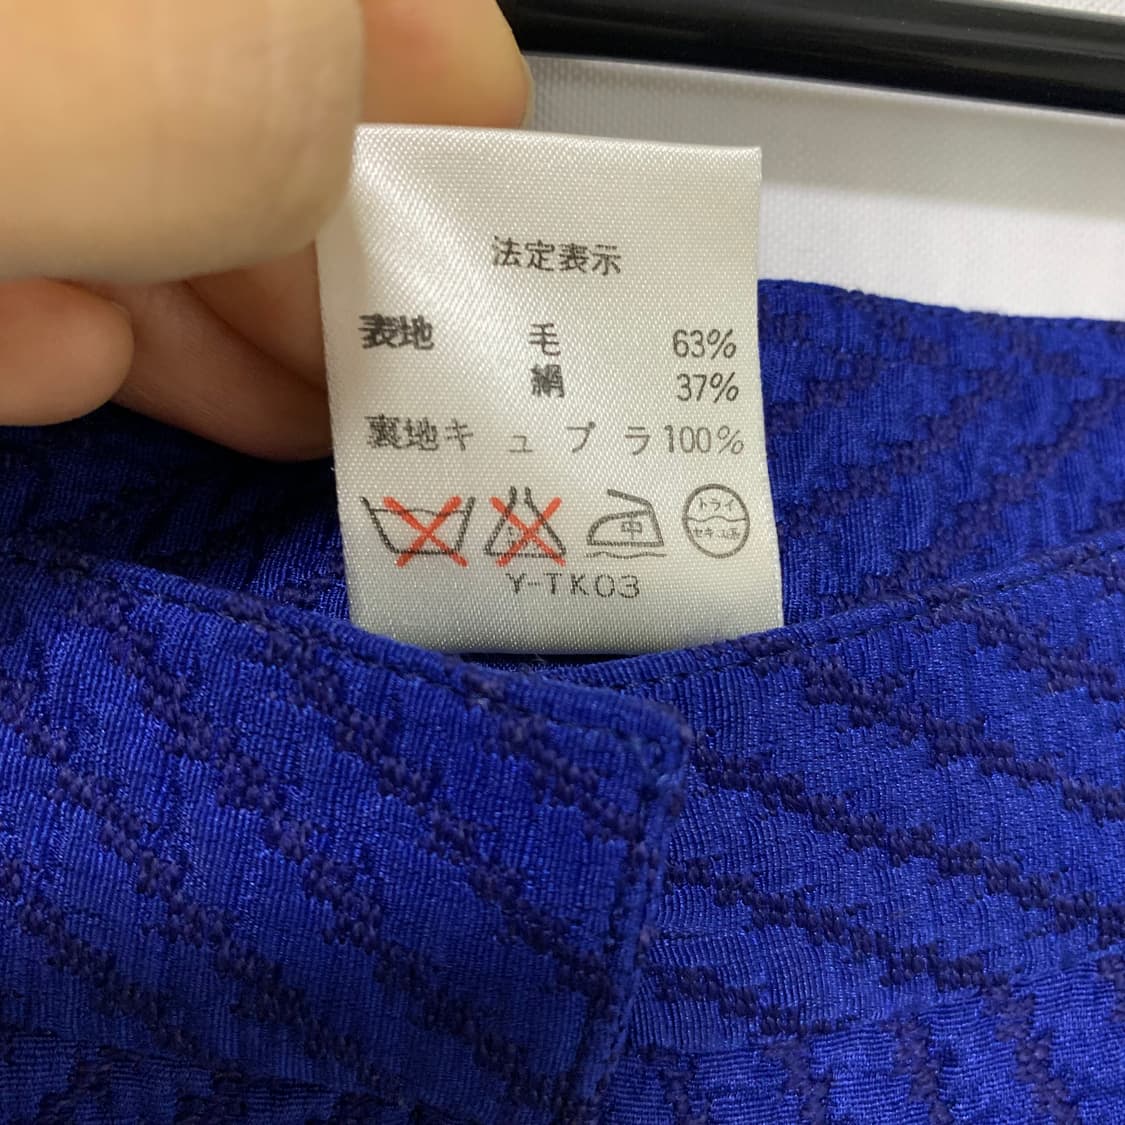 法定表示
表地 毛 63%
絹 37%
裏地キュプラ100%
中 ドライ
セキユ系
Y-TK03